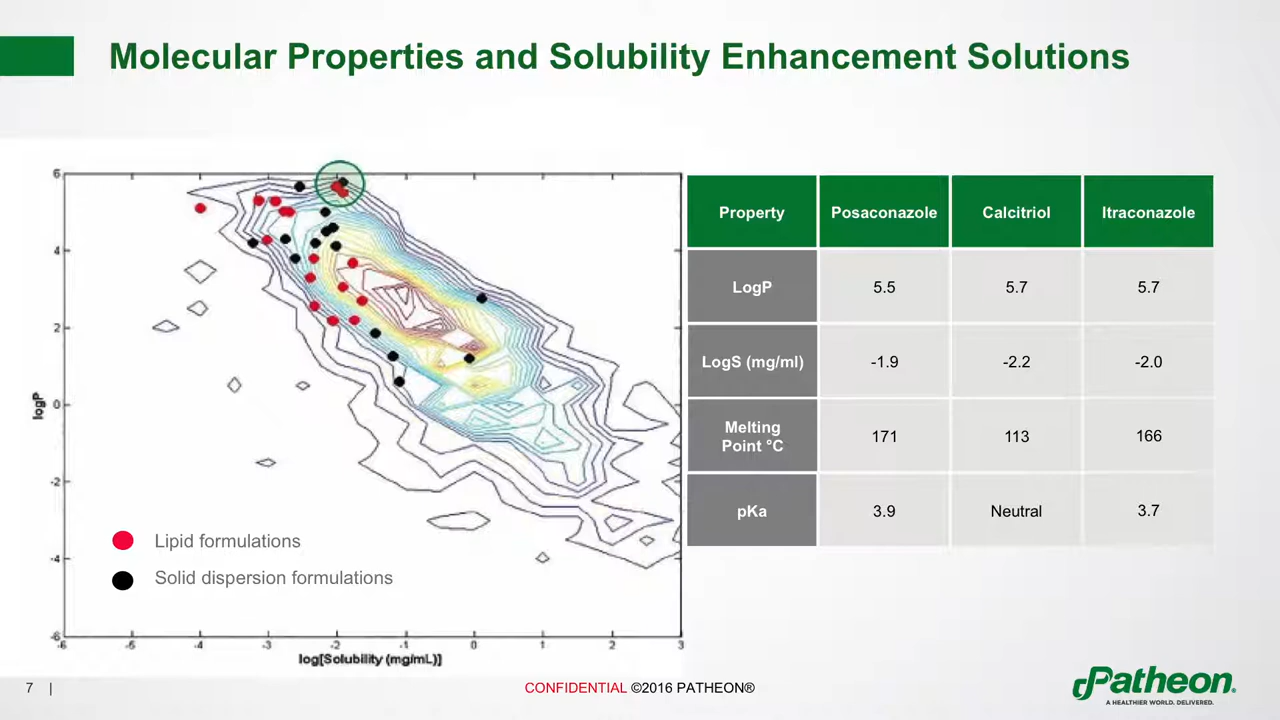 Molecular Properties and Solubility Enhancement Solutions
6
4
2
0
-2
-4
-6
logP
-6 -5 -4 -3 -2 -1 0 1 2 3
log[Solubility (mg/mL)]
Lipid formulations
Solid dispersion formulations
Property Posaconazole Calcitriol Itraconazole
LogP 5.5 5.7 5.7
LogS (mg/ml) -1.9 -2.2 -2.0
Melting
Point °C 171 113 166
pKa 3.9 Neutral 3.7
7 |
CONFIDENTIAL ©2016 PATHEON®
Patheon®
A HEALTHIER WORLD. DELIVERED.